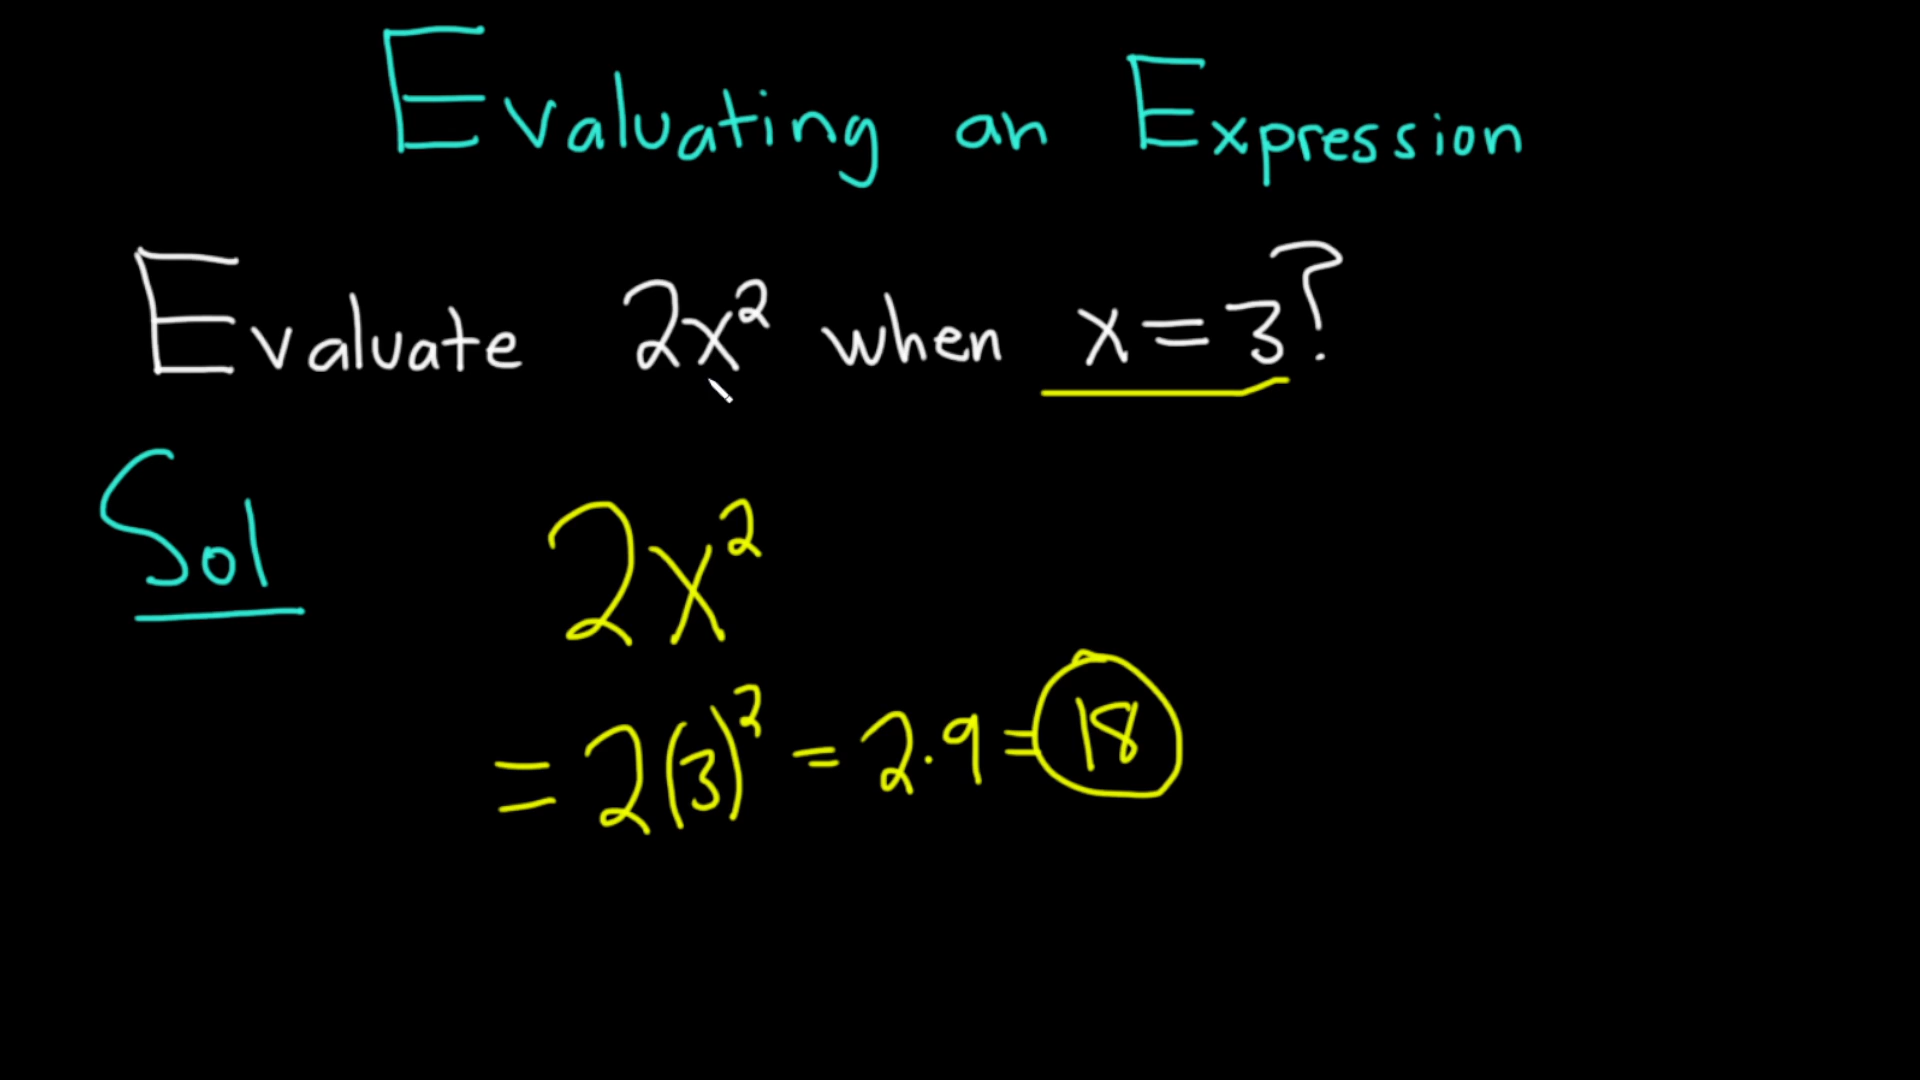 Evaluating an Expression
Evaluate 2x² when x=3?
Sol
2x²
=2(3)²=2·9=18